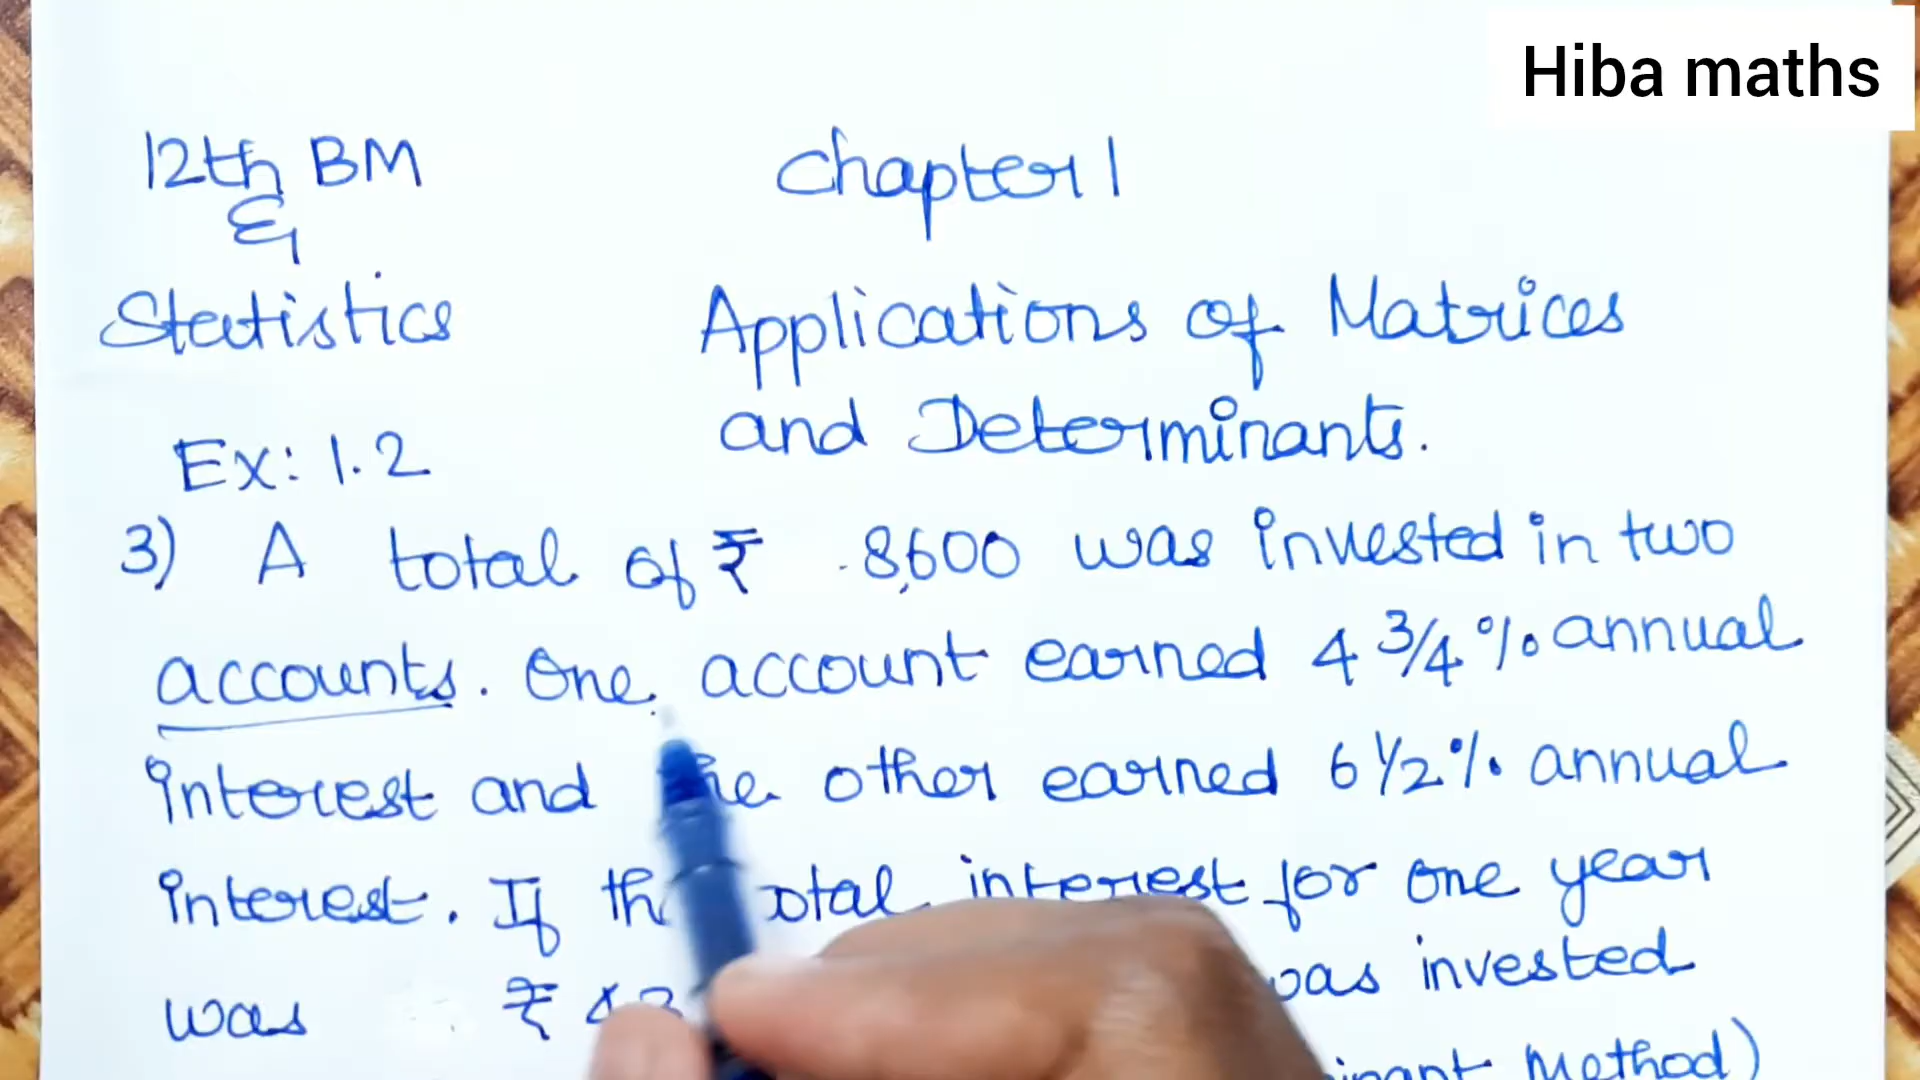 Hiba maths
12th BM Chapter 1
&
Statistics Applications of Matrices
and Determinants.
Ex: 1.2
3) A total of ₹ 8,600 was invested in two
accounts. One account earned 4 3/4 % annual
interest and the other earned 6 1/2 % annual
interest. If total interest for one year
was ₹ was invested
Method)